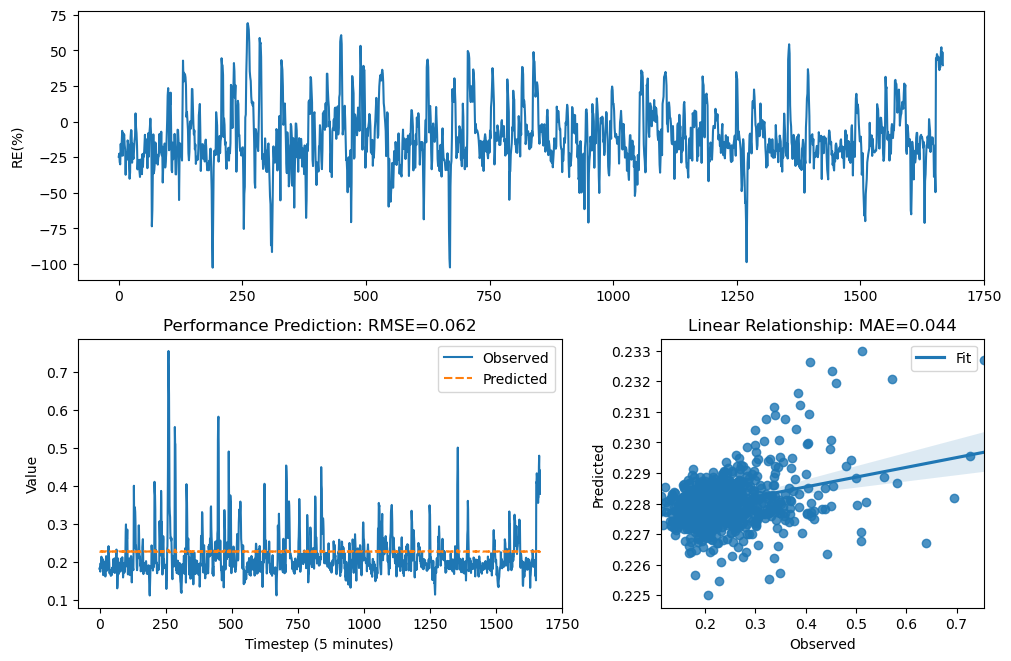 75
50
25
0
−25
−50
−75
−100
RE(%)
0 250 500 750 1000 1250 1500 1750
Performance Prediction: RMSE=0.062
Observed
Predicted
0.7
0.6
0.5
0.4
0.3
0.2
0.1
Value
0 250 500 750 1000 1250 1500 1750
Timestep (5 minutes)
Linear Relationship: MAE=0.044
Fit
0.233
0.232
0.231
0.230
0.229
0.228
0.227
0.226
0.225
Predicted
0.2 0.3 0.4 0.5 0.6 0.7
Observed